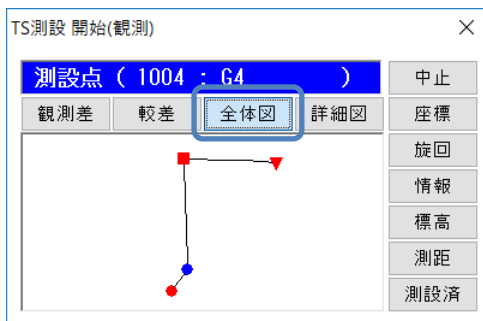 TS測設 開始(観測)
測設点 ( 1004 : G4 )
中止
観測差 較差 全体図 詳細図
座標
旋回
情報
標高
測距
測設済